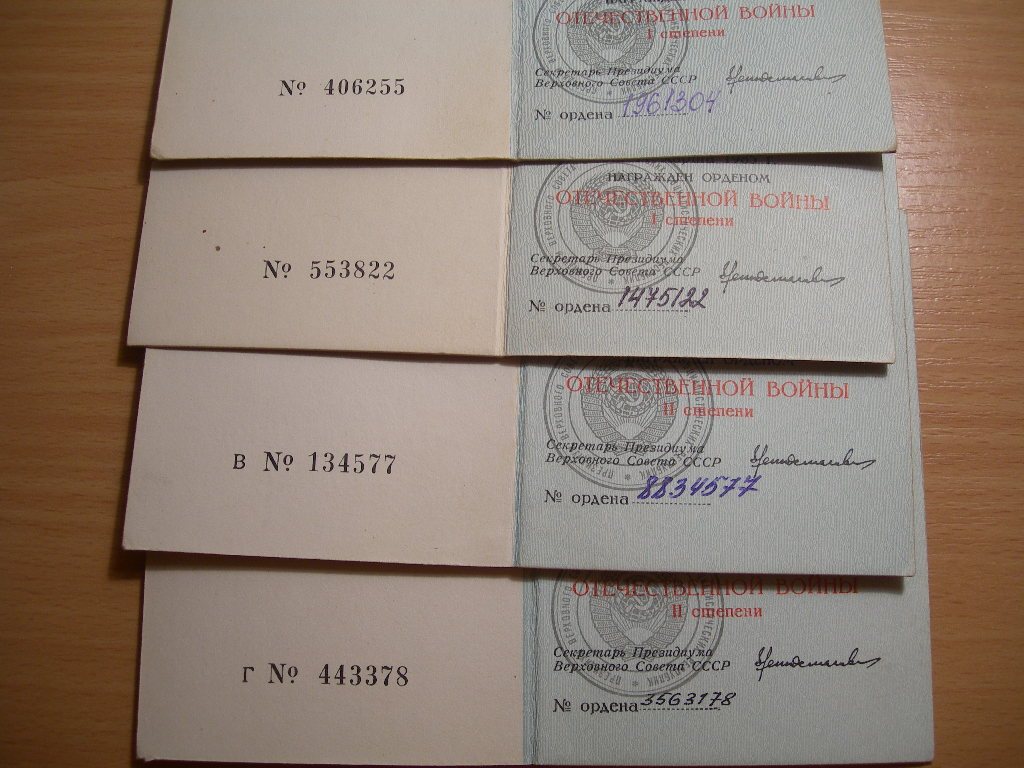 № 406255
ОТЕЧЕСТВЕННОЙ ВОЙНЫ
I степени
Секретарь Президиума
Верховного Совета СССР
№ ордена 1961304
№ 553822
НАГРАЖДЕН ОРДЕНОМ
ОТЕЧЕСТВЕННОЙ ВОЙНЫ
I степени
Секретарь Президиума
Верховного Совета СССР
№ ордена 1475122
В № 134577
ОТЕЧЕСТВЕННОЙ ВОЙНЫ
II степени
Секретарь Президиума
Верховного Совета СССР
№ ордена 8834577
Г № 443378
ОТЕЧЕСТВЕННОЙ ВОЙНЫ
II степени
Секретарь Президиума
Верховного Совета СССР
№ ордена 3563178